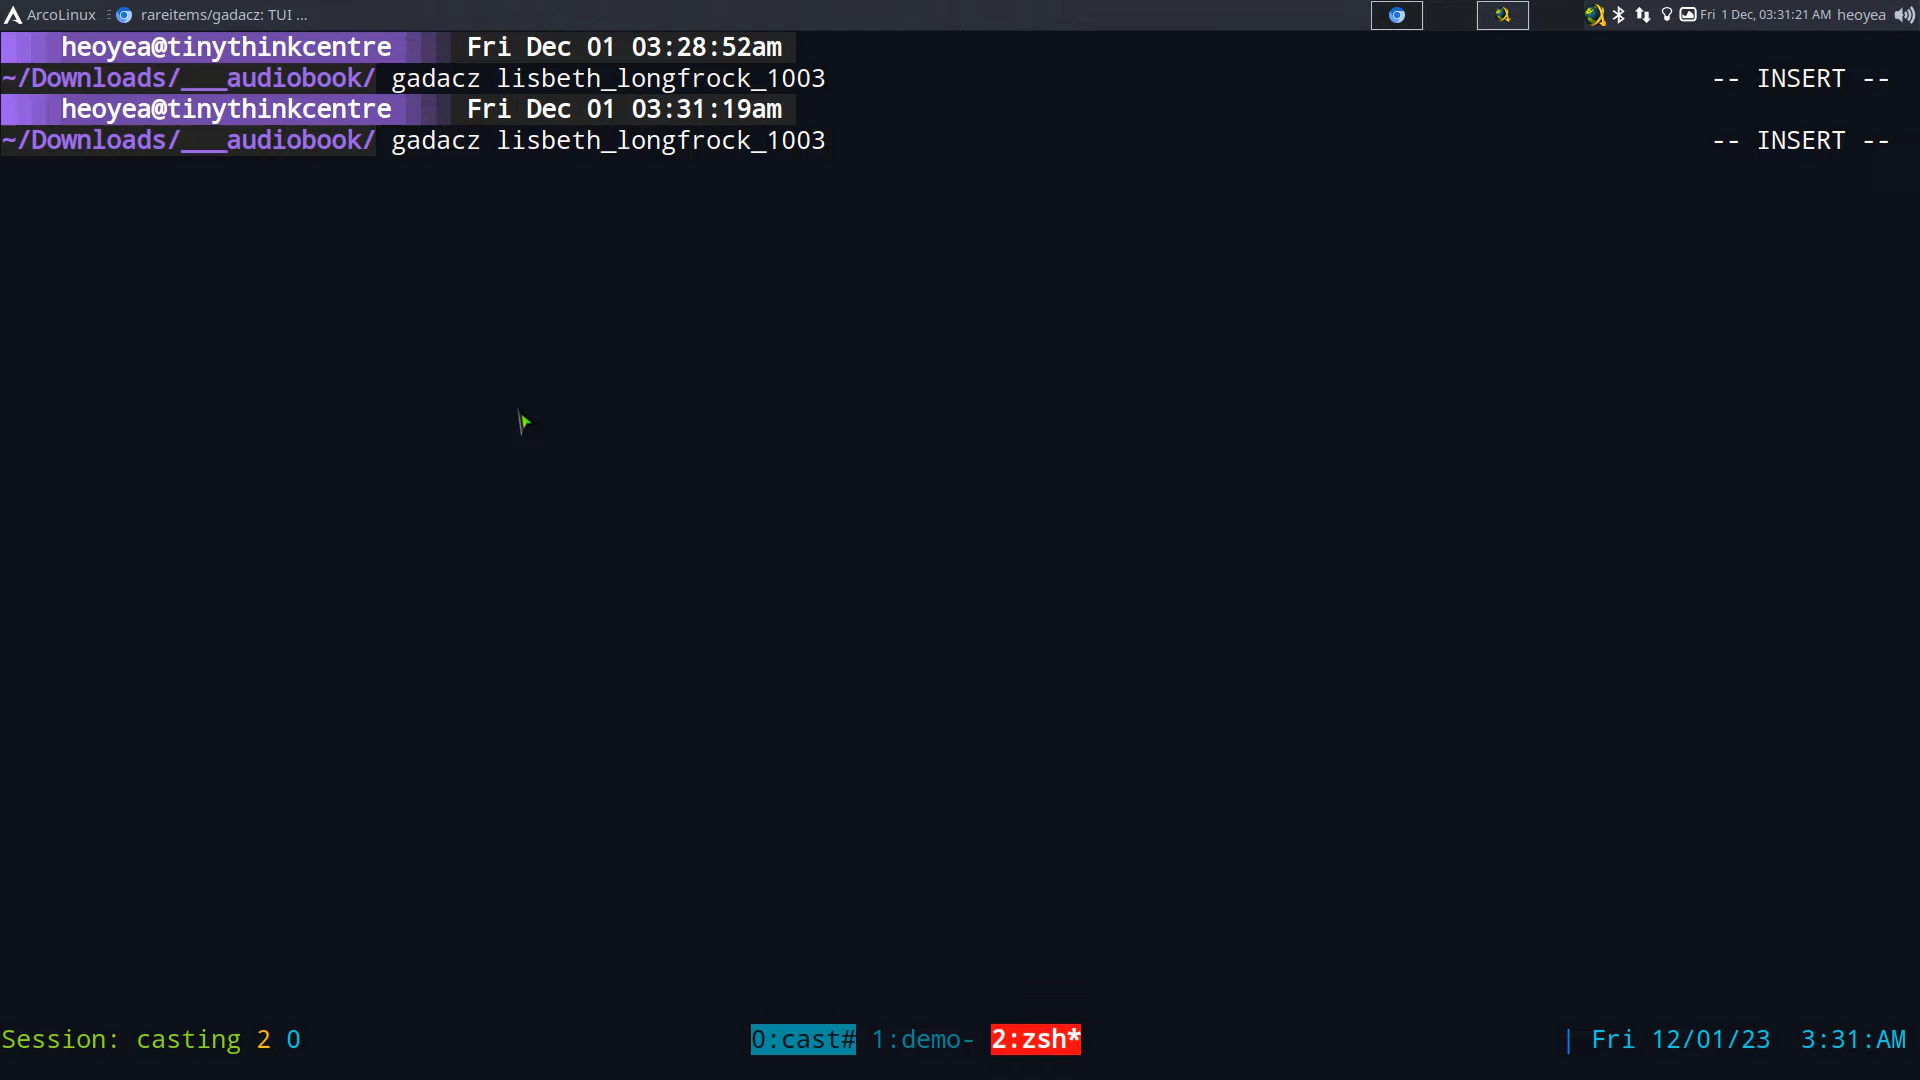 ArcoLinux rareitems/gadacz: TUI ... Fri 1 Dec, 03:31:21 AM heoyea
heoyea@tinythinkcentre Fri Dec 01 03:28:52am
~/Downloads/___audiobook/ gadacz lisbeth_longfrock_1003 -- INSERT --
heoyea@tinythinkcentre Fri Dec 01 03:31:19am
~/Downloads/___audiobook/ gadacz lisbeth_longfrock_1003 -- INSERT --
Session: casting 2 0 0:cast# 1:demo- 2:zsh* | Fri 12/01/23 3:31:AM